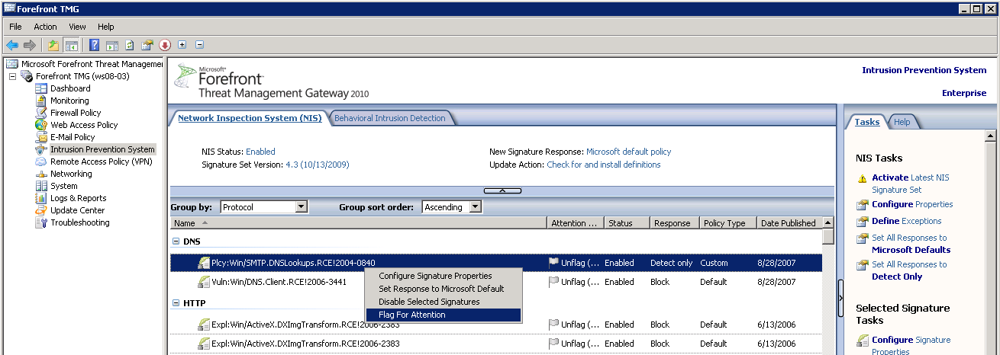 Forefront TMG
File Action View Help
Microsoft Forefront Threat Managemer
Forefront TMG (ws08-03)
Dashboard
Monitoring
Firewall Policy
Web Access Policy
E-Mail Policy
Intrusion Prevention System
Remote Access Policy (VPN)
Networking
System
Logs & Reports
Update Center
Troubleshooting
Microsoft®
Forefront™
Threat Management Gateway 2010
Intrusion Prevention System
Enterprise
Network Inspection System (NIS) Behavioral Intrusion Detection
NIS Status: Enabled
Signature Set Version: 4.3 (10/13/2009)
New Signature Response: Microsoft default policy
Update Action: Check for and install definitions
Group by: Protocol Group sort order: Ascending
Name Attention ... Status Response Policy Type Date Published
DNS
Plcy:Win/SMTP.DNSLookups.RCE!2004-0840 Unflag (... Enabled Detect only Custom 8/28/2007
Vuln:Win/DNS.Client.RCE!2006-3441 Unflag (... Enabled Block Default 8/28/2007
HTTP
Expl:Win/ActiveX.DXImgTransform.RCE!2006-2383 Unflag (... Enabled Block Default 6/13/2006
Expl:Win/ActiveX.DXImgTransform.RCE!2006-2383 Unflag (... Enabled Block Default 6/13/2006
Configure Signature Properties
Set Response to Microsoft Default
Disable Selected Signatures
Flag For Attention
Tasks Help
NIS Tasks
Activate Latest NIS
Signature Set
Configure Properties
Define Exceptions
Set All Responses to
Microsoft Defaults
Set All Responses to
Detect Only
Selected Signature
Tasks
Configure Signature
Properties